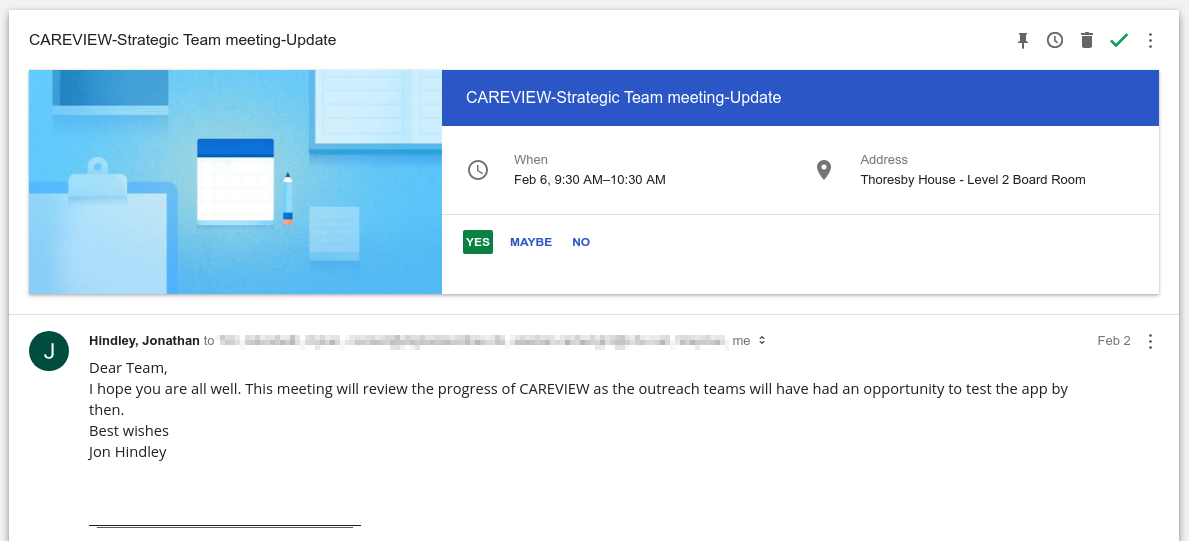 CAREVIEW-Strategic Team meeting-Update
CAREVIEW-Strategic Team meeting-Update
When
Feb 6, 9:30 AM–10:30 AM
Address
Thoresby House - Level 2 Board Room
YES MAYBE NO
J
Hindley, Jonathan to me Feb 2
Dear Team,
I hope you are all well. This meeting will review the progress of CAREVIEW as the outreach teams will have had an opportunity to test the app by
then.
Best wishes
Jon Hindley